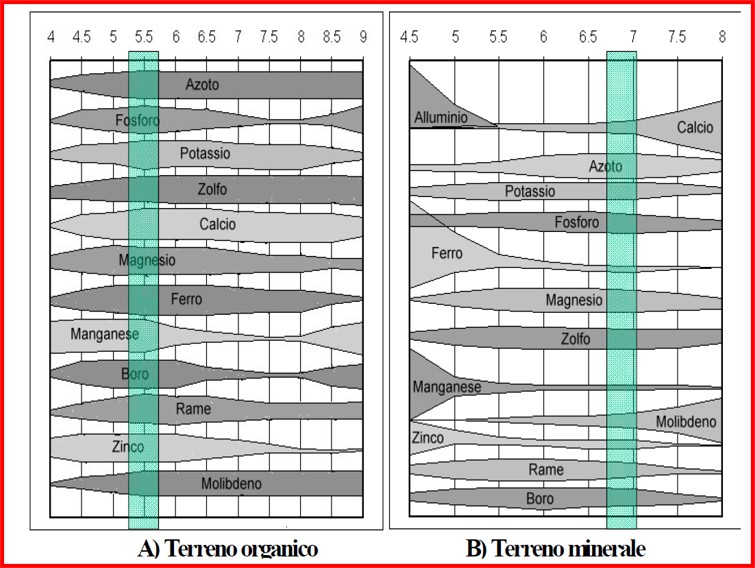 4 4.5 5 5.5 6 6.5 7 7.5 8 8.5 9
Azoto
Fosforo
Potassio
Zolfo
Calcio
Magnesio
Ferro
Manganese
Boro
Rame
Zinco
Molibdeno
A) Terreno organico
4.5 5 5.5 6 6.5 7 7.5 8
Alluminio
Calcio
Azoto
Potassio
Fosforo
Ferro
Magnesio
Zolfo
Manganese
Molibdeno
Zinco
Rame
Boro
B) Terreno minerale